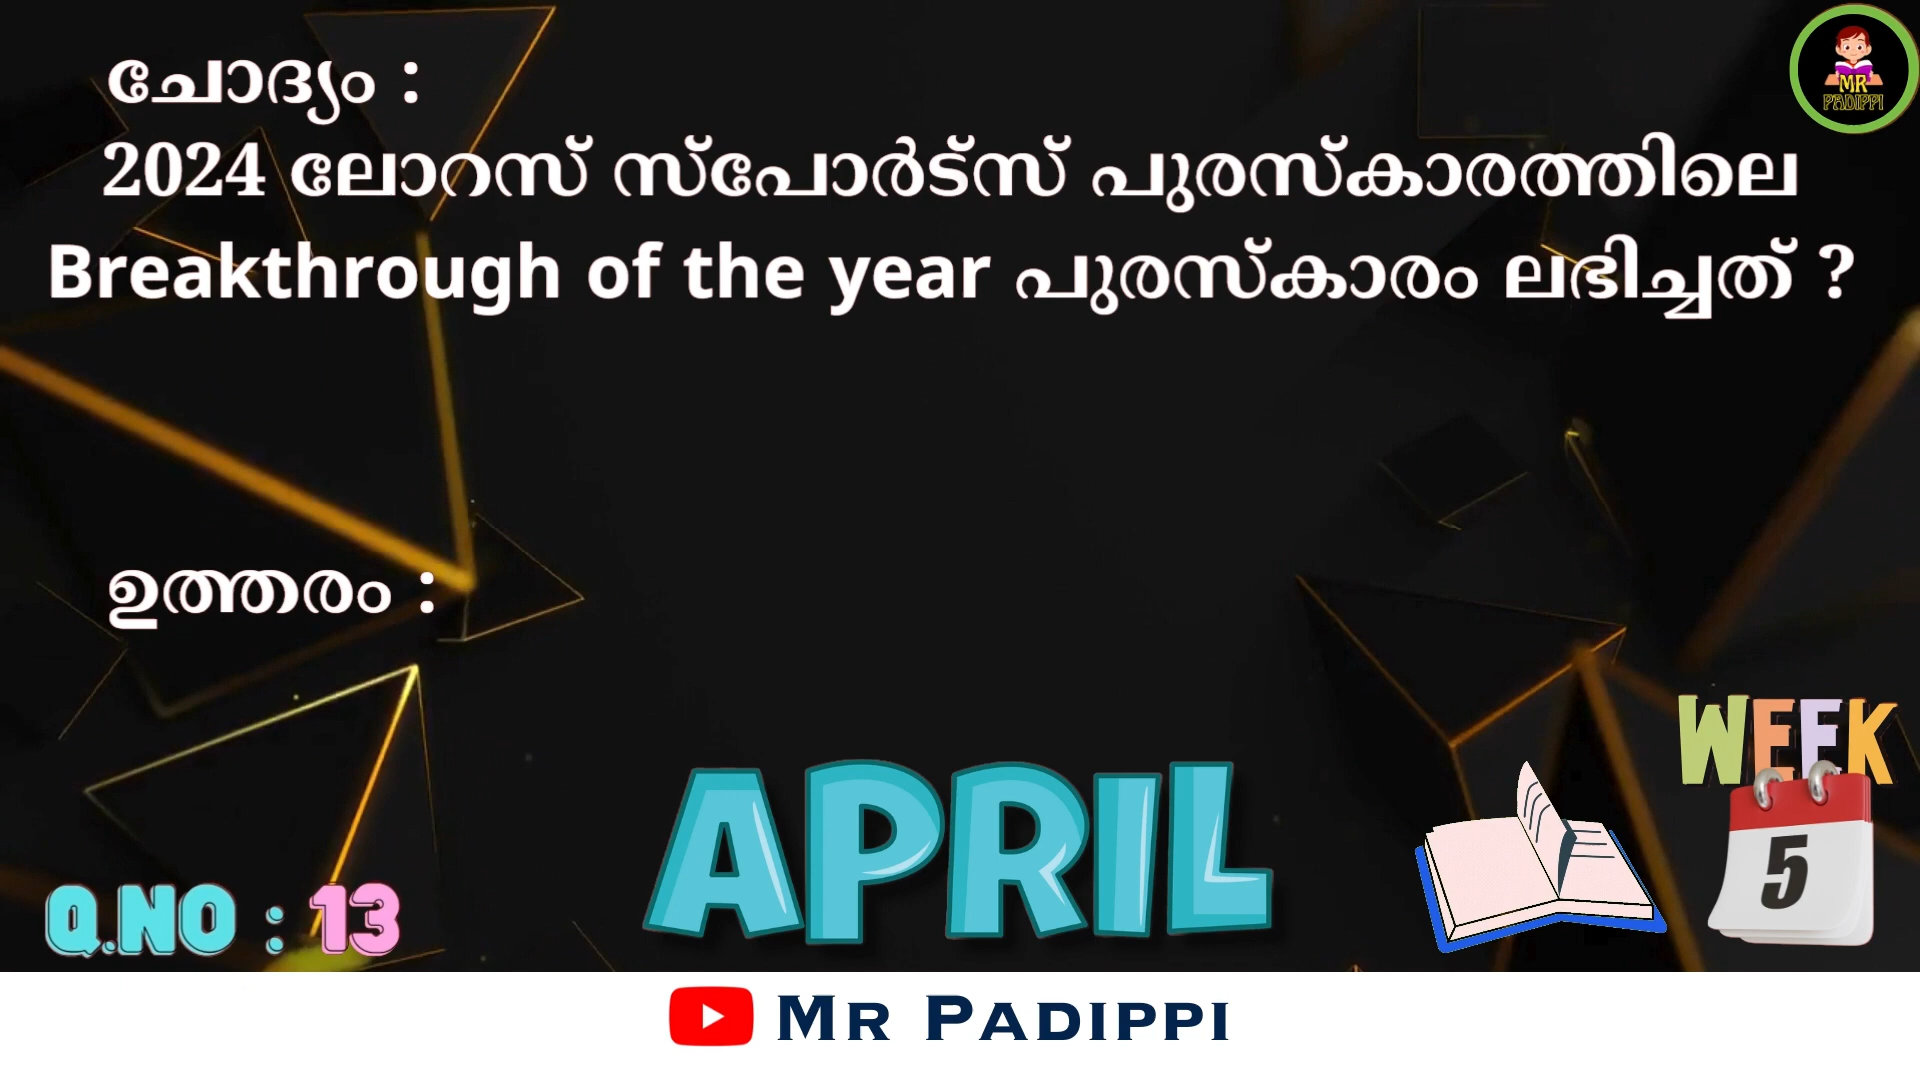 MR
PADIPPI
ചോദ്യം :
2024 ലോറസ് സ്പോർട്സ് പുരസ്കാരത്തിലെ
Breakthrough of the year പുരസ്കാരം ലഭിച്ചത് ?
ഉത്തരം :
WEEK
5
APRIL
Q.NO : 13
MR PADIPPI